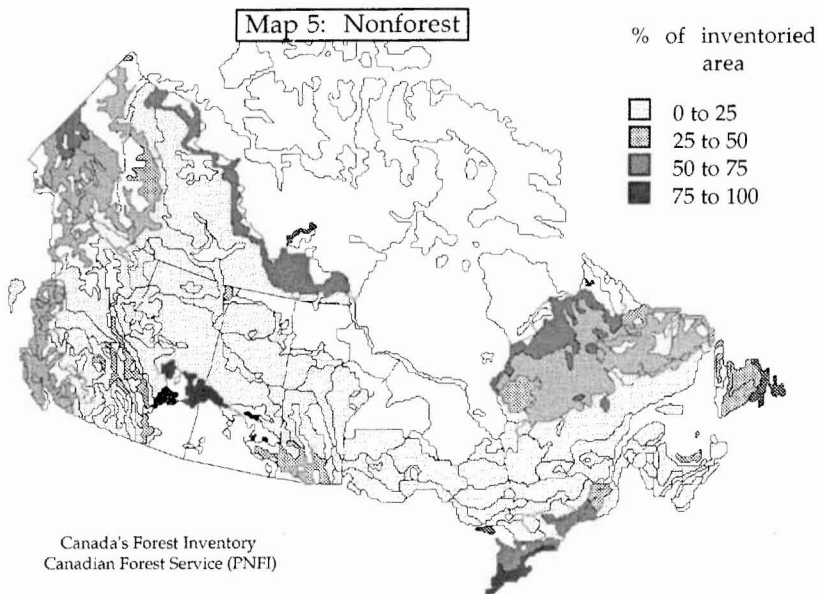 Map 5: Nonforest
% of inventoried
area
0 to 25
25 to 50
50 to 75
75 to 100
Canada's Forest Inventory
Canadian Forest Service (PNFI)